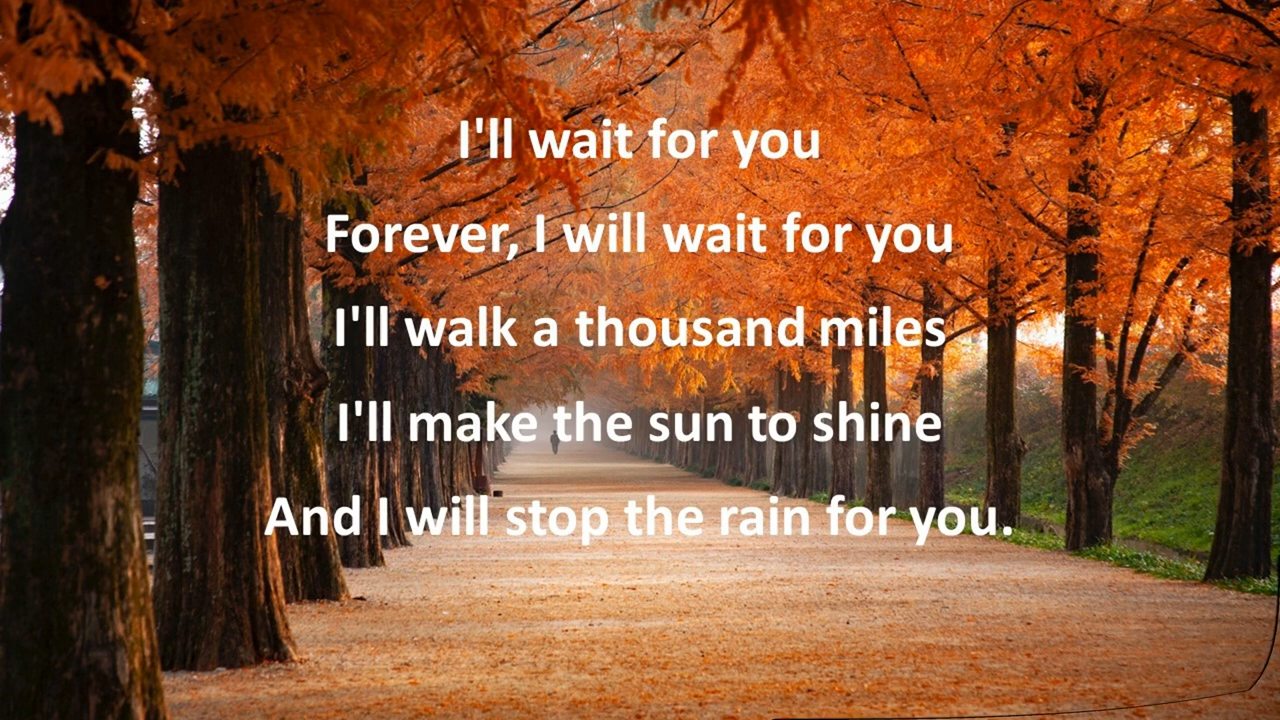 I'll wait for you
Forever, I will wait for you
I'll walk a thousand miles
I'll make the sun to shine
And I will stop the rain for you.